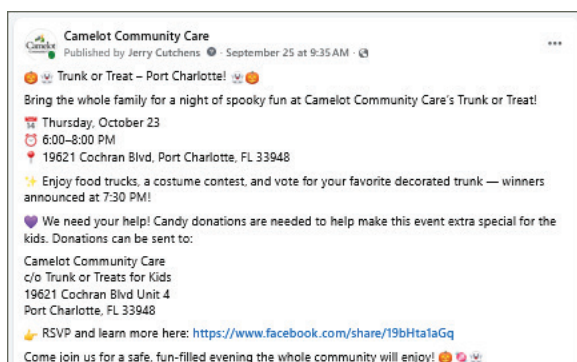 Camelot
Camelot Community Care
Published by Jerry Cutchens · September 25 at 9:35 AM ·
🎃 👻 Trunk or Treat – Port Charlotte! 👻 🎃
Bring the whole family for a night of spooky fun at Camelot Community Care's Trunk or Treat!
📅 Thursday, October 23
⏰ 6:00–8:00 PM
📍 19621 Cochran Blvd, Port Charlotte, FL 33948
✨ Enjoy food trucks, a costume contest, and vote for your favorite decorated trunk — winners
announced at 7:30 PM!
💜 We need your help! Candy donations are needed to help make this event extra special for the
kids. Donations can be sent to:
Camelot Community Care
c/o Trunk or Treats for Kids
19621 Cochran Blvd Unit 4
Port Charlotte, FL 33948
👉 RSVP and learn more here: https://www.facebook.com/share/19bHta1aGq
Come join us for a safe, fun-filled evening the whole community will enjoy! 🎃 🍬 👻